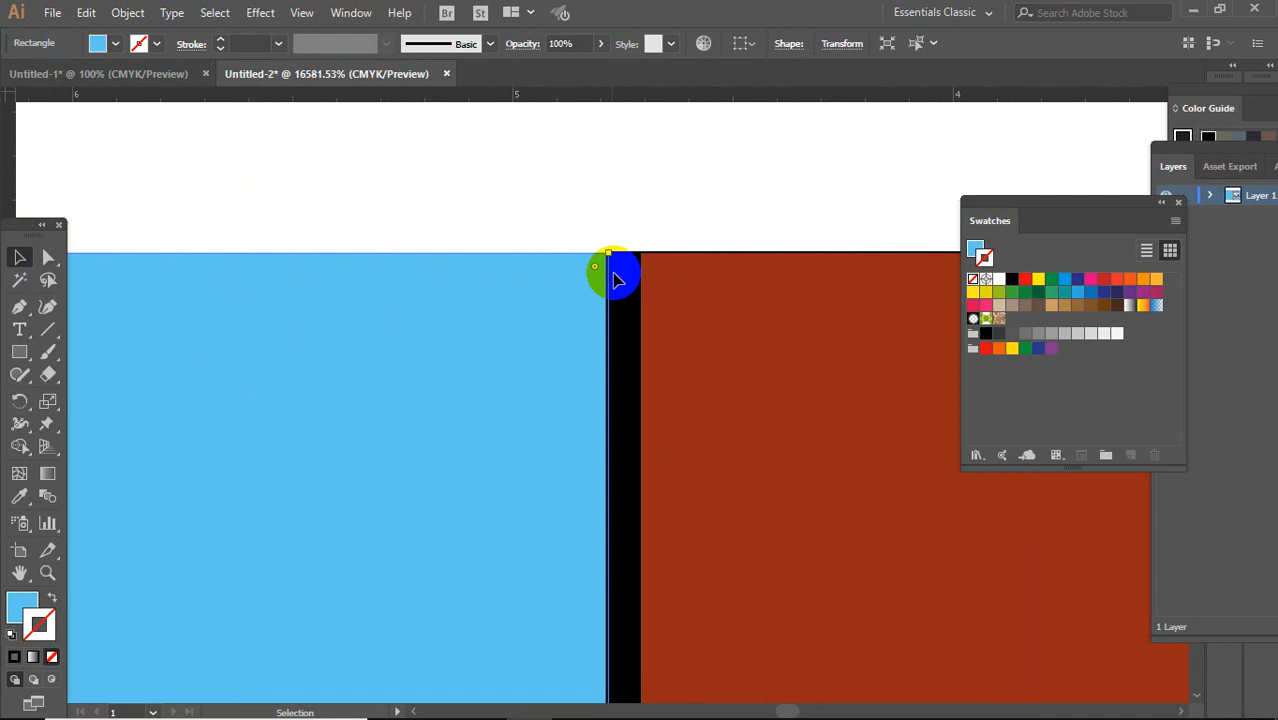 Ai File Edit Object Type Select Effect View Window Help Br St Essentials Classic Search Adobe Stock
Rectangle Stroke: Basic Opacity: 100% Style: Shape: Transform
Untitled-1* @ 100% (CMYK/Preview) × Untitled-2* @ 16581.53% (CMYK/Preview) ×
6 5 4
Color Guide
Layers Asset Export A
Layer 1
Swatches
1 Layer
1 Selection